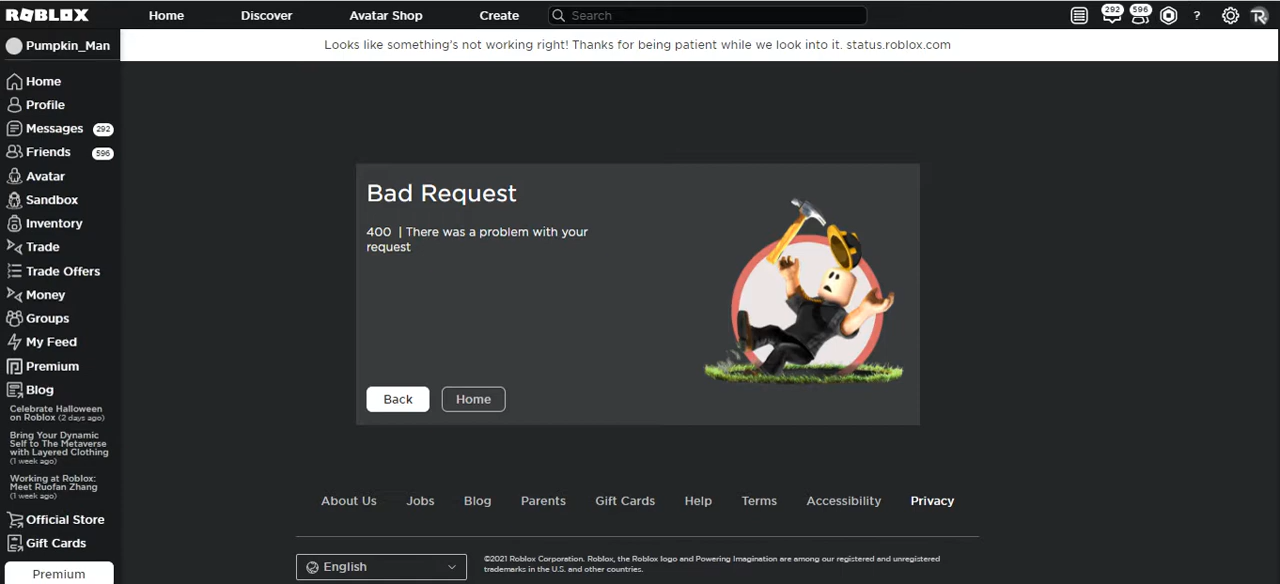 ROBLOX Home Discover Avatar Shop Create Search 292 596 ?
Pumpkin_Man
Looks like something's not working right! Thanks for being patient while we look into it. status.roblox.com
Home
Profile
Messages 292
Friends 596
Avatar
Sandbox
Inventory
Trade
Trade Offers
Money
Groups
My Feed
Premium
Blog
Celebrate Halloween
on Roblox (2 days ago)
Bring Your Dynamic
Self to The Metaverse
with Layered Clothing
(1 week ago)
Working at Roblox:
Meet Ruofan Zhang
(1 week ago)
Official Store
Gift Cards
Premium
Bad Request
400 | There was a problem with your
request
Back Home
About Us Jobs Blog Parents Gift Cards Help Terms Accessibility Privacy
English
©2021 Roblox Corporation. Roblox, the Roblox logo and Powering Imagination are among our registered and unregistered
trademarks in the U.S. and other countries.